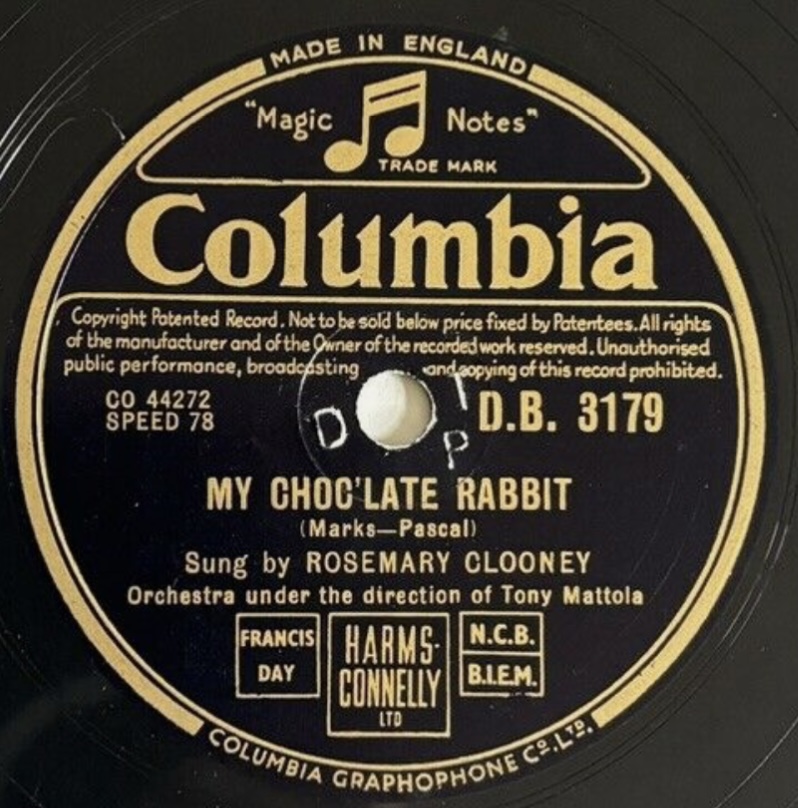 MADE IN ENGLAND
"Magic Notes"
TRADE MARK
Columbia
Copyright Patented Record. Not to be sold below price fixed by Patentees. All rights
of the manufacturer and of the Owner of the recorded work reserved. Unauthorised
public performance, broadcasting and copying of this record prohibited.
CO 44272
SPEED 78
D.B. 3179
D
T
P
MY CHOC'LATE RABBIT
(Marks—Pascal)
Sung by ROSEMARY CLOONEY
Orchestra under the direction of Tony Mattola
FRANCIS
DAY
HARMS-
CONNELLY
LTD
N.C.B.
B.I.E.M.
COLUMBIA GRAPHOPHONE CO. LTD.